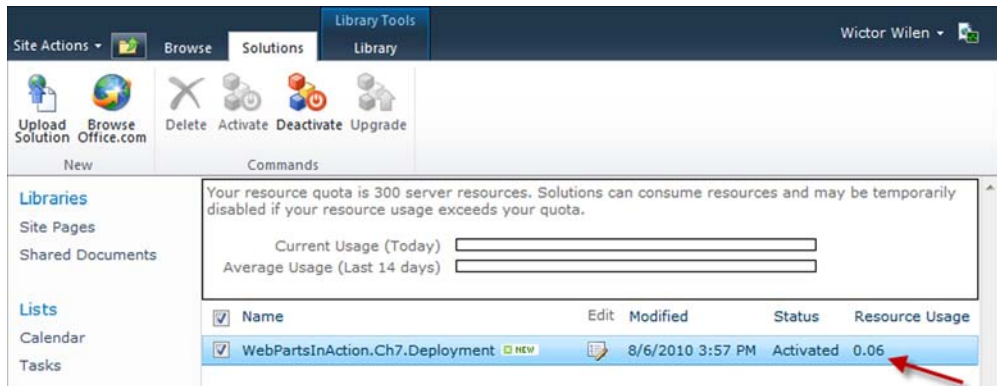 Library Tools
Site Actions Browse Solutions Library Wictor Wilen
Upload Solution Browse Office.com Delete Activate Deactivate Upgrade
New Commands
Your resource quota is 300 server resources. Solutions can consume resources and may be temporarily
disabled if your resource usage exceeds your quota.
Current Usage (Today)
Average Usage (Last 14 days)
Libraries
Site Pages
Shared Documents
Lists
Calendar
Tasks
Name Edit Modified Status Resource Usage
WebPartsInAction.Ch7.Deployment NEW 8/6/2010 3:57 PM Activated 0.06